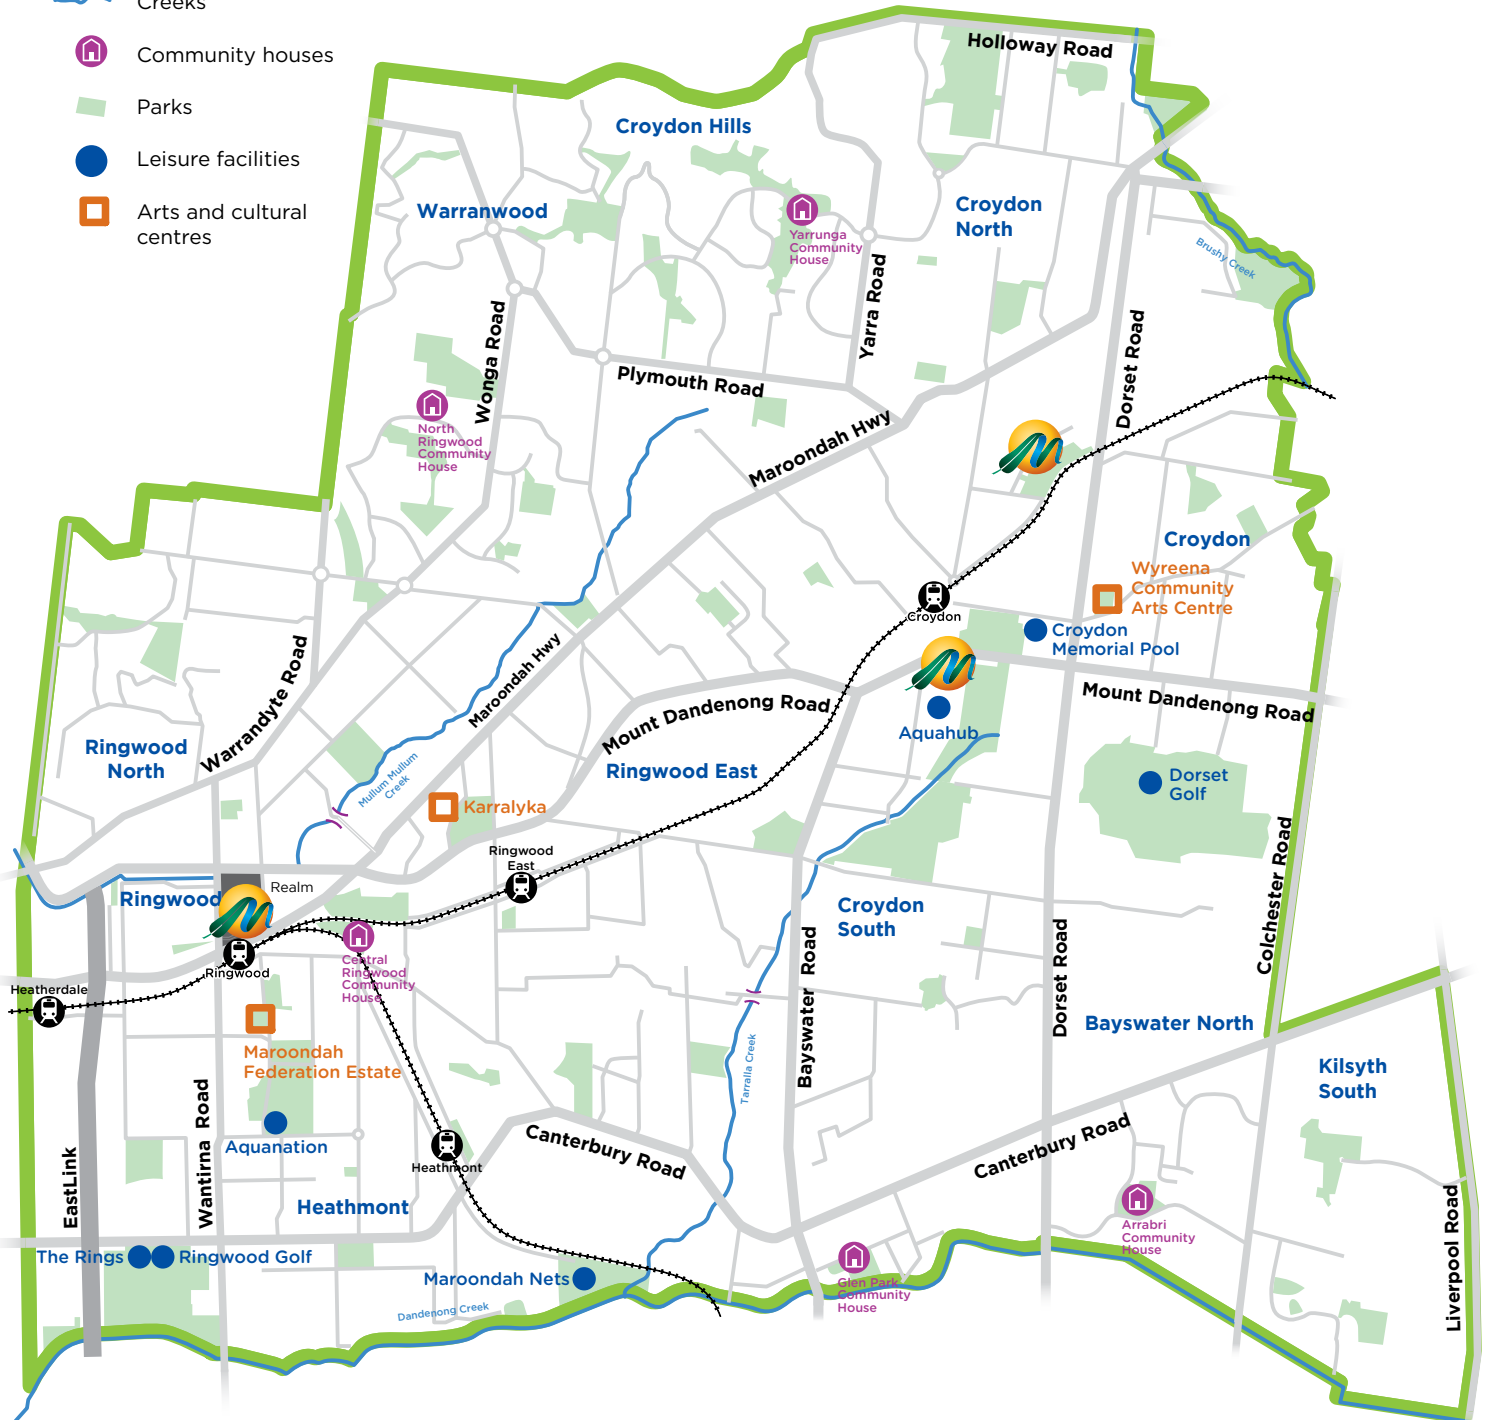 Creeks
Community houses
Parks
Leisure facilities
Arts and cultural
centres
Holloway Road
Croydon Hills
Warranwood
Croydon
North
Yarrunga
Community
House
Brushy Creek
Yarra Road
Wonga Road
Dorset Road
Plymouth Road
North
Ringwood
Community
House
Maroondah Hwy
Croydon
Wyreena
Community
Arts Centre
Croydon
Croydon
Memorial Pool
Maroondah Hwy
Warrandyte Road
Mount Dandenong Road
Mount Dandenong Road
Aquahub
Ringwood
North
Ringwood East
Mullum Mullum
Creek
Dorset
Golf
Karralyka
Ringwood
East
Colchester Road
Realm
Ringwood
Croydon
South
Central
Ringwood
Community
House
Ringwood
Heatherdale
Bayswater Road
Dorset Road
Bayswater North
Maroondah
Federation Estate
Tarralla Creek
Kilsyth
South
Canterbury Road
Canterbury Road
Aquanation
Heathmont
EastLink
Wantirna Road
Heathmont
Arrabri
Community
House
Liverpool Road
The Rings
Ringwood Golf
Maroondah Nets
Glen Park
Community
House
Dandenong Creek